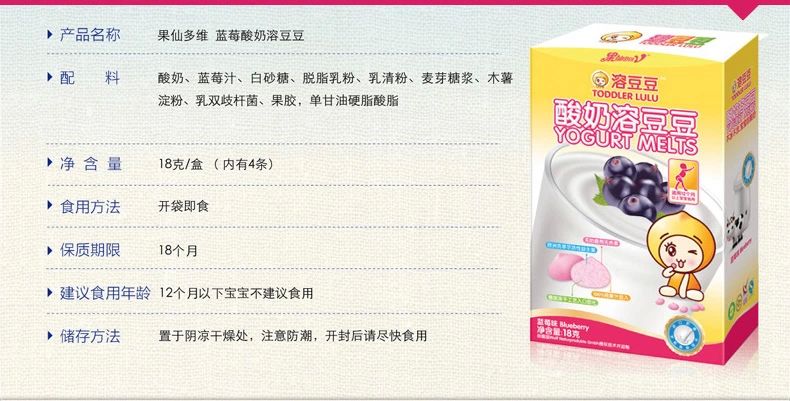 产品名称 果仙多维 蓝莓酸奶溶豆豆
配 料 酸奶、蓝莓汁、白砂糖、脱脂乳粉、乳清粉、麦芽糖浆、木薯
淀粉、乳双歧杆菌、果胶，单甘油硬脂酸脂
净 含 量 18克/盒 （ 内有4条）
食用方法 开袋即食
保质期限 18个月
建议食用年龄 12个月以下宝宝不建议食用
储存方法 置于阴凉干燥处，注意防潮，开封后请尽快食用
溶豆豆
TODDLER LULU
酸奶溶豆豆
YOGURT MELTS
蓝莓味 Blueberry
净含量:18克
溶豆豆